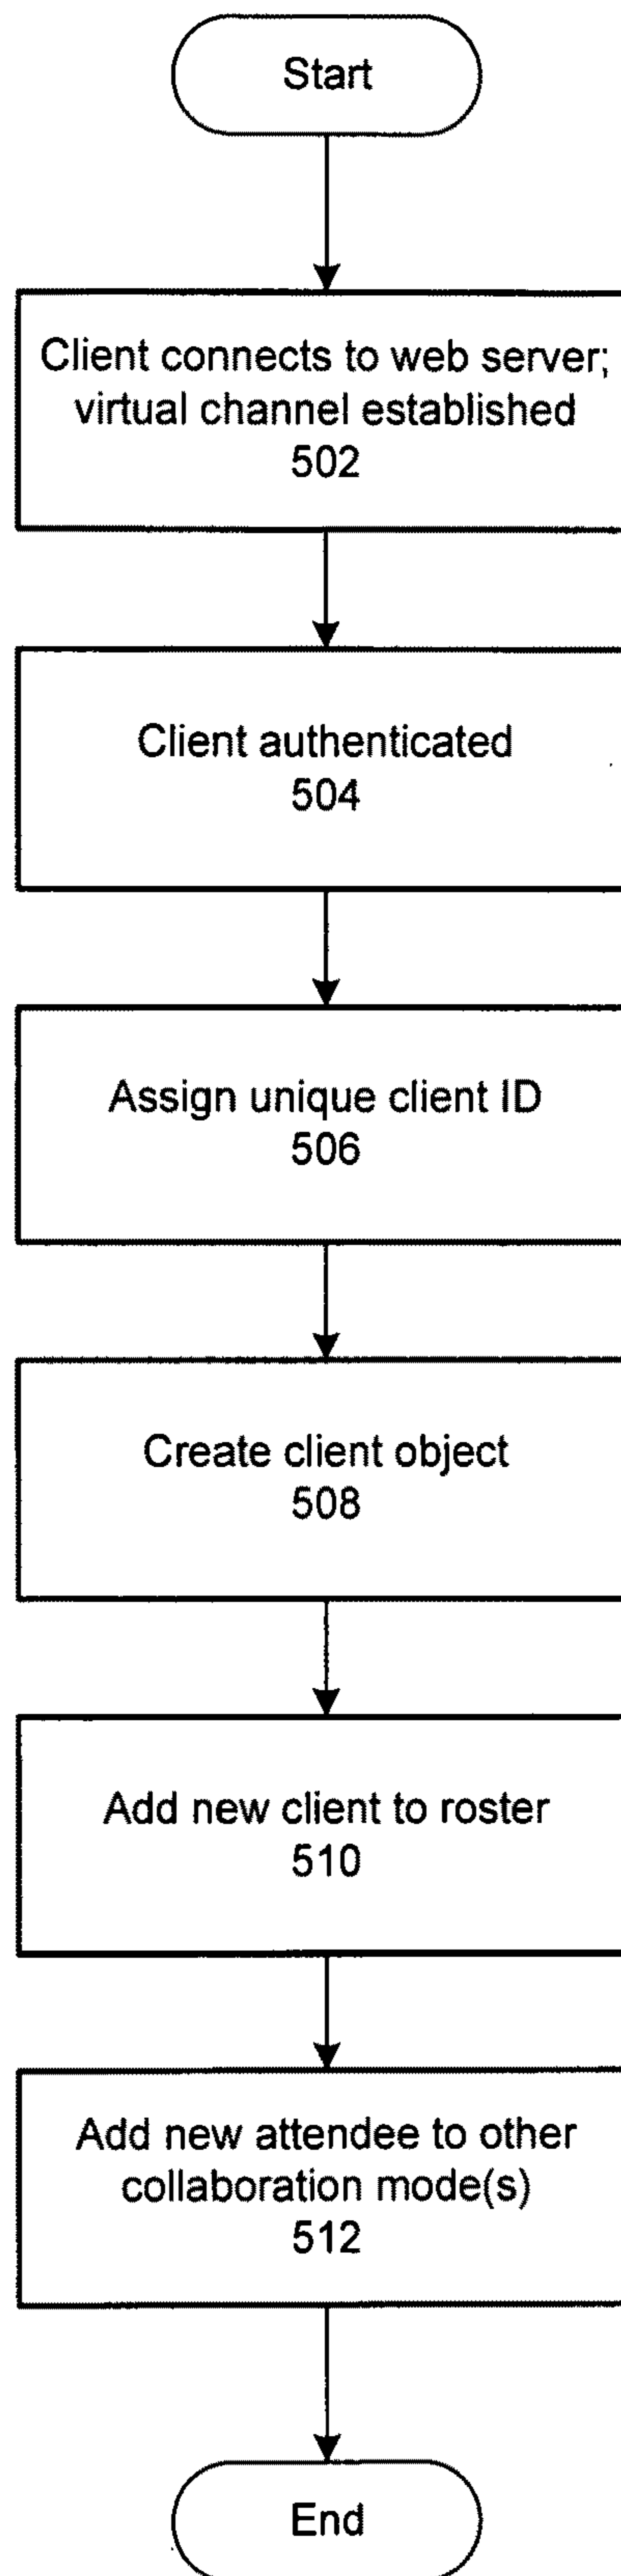 Start
Client connects to web server;
virtual channel established
502
Client authenticated
504
Assign unique client ID
506
Create client object
508
Add new client to roster
510
Add new attendee to other
collaboration mode(s)
512
End